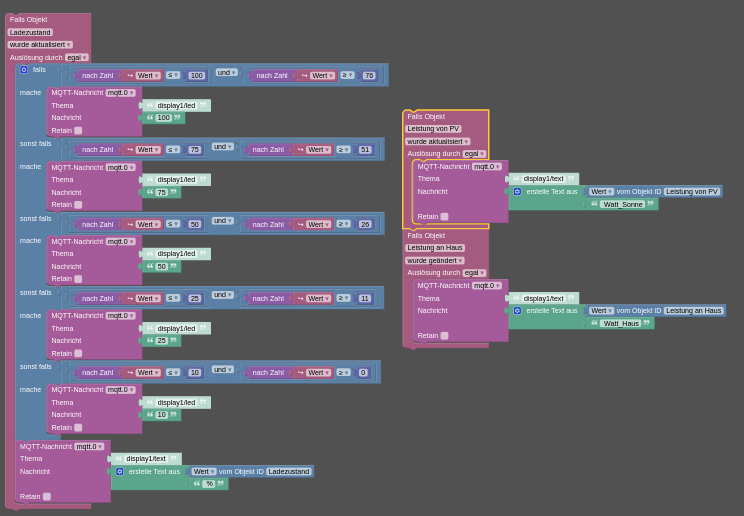 Falls Objekt
Ladezustand
wurde aktualisiert
Auslösung durch egal
falls nach Zahl Wert ≤ 100 und nach Zahl Wert ≥ 76
mache MQTT-Nachricht mqtt.0
Thema “ display1/led ”
Nachricht “ 100 ”
Retain
sonst falls nach Zahl Wert ≤ 75 und nach Zahl Wert ≥ 51
mache MQTT-Nachricht mqtt.0
Thema “ display1/led ”
Nachricht “ 75 ”
Retain
sonst falls nach Zahl Wert ≤ 50 und nach Zahl Wert ≥ 26
mache MQTT-Nachricht mqtt.0
Thema “ display1/led ”
Nachricht “ 50 ”
Retain
sonst falls nach Zahl Wert ≤ 25 und nach Zahl Wert ≥ 11
mache MQTT-Nachricht mqtt.0
Thema “ display1/led ”
Nachricht “ 25 ”
Retain
sonst falls nach Zahl Wert ≤ 10 und nach Zahl Wert ≥ 0
mache MQTT-Nachricht mqtt.0
Thema “ display1/led ”
Nachricht “ 10 ”
Retain
MQTT-Nachricht mqtt.0
Thema “ display1/text ”
Nachricht erstelle Text aus Wert vom Objekt ID Ladezustand
“ % ”
Retain
Falls Objekt
Leistung von PV
wurde aktualisiert
Auslösung durch egal
MQTT-Nachricht mqtt.0
Thema “ display1/text ”
Nachricht erstelle Text aus Wert vom Objekt ID Leistung von PV
“ Watt_Sonne ”
Retain
Falls Objekt
Leistung an Haus
wurde geändert
Auslösung durch egal
MQTT-Nachricht mqtt.0
Thema “ display1/text ”
Nachricht erstelle Text aus Wert vom Objekt ID Leistung an Haus
“ Watt_Haus ”
Retain